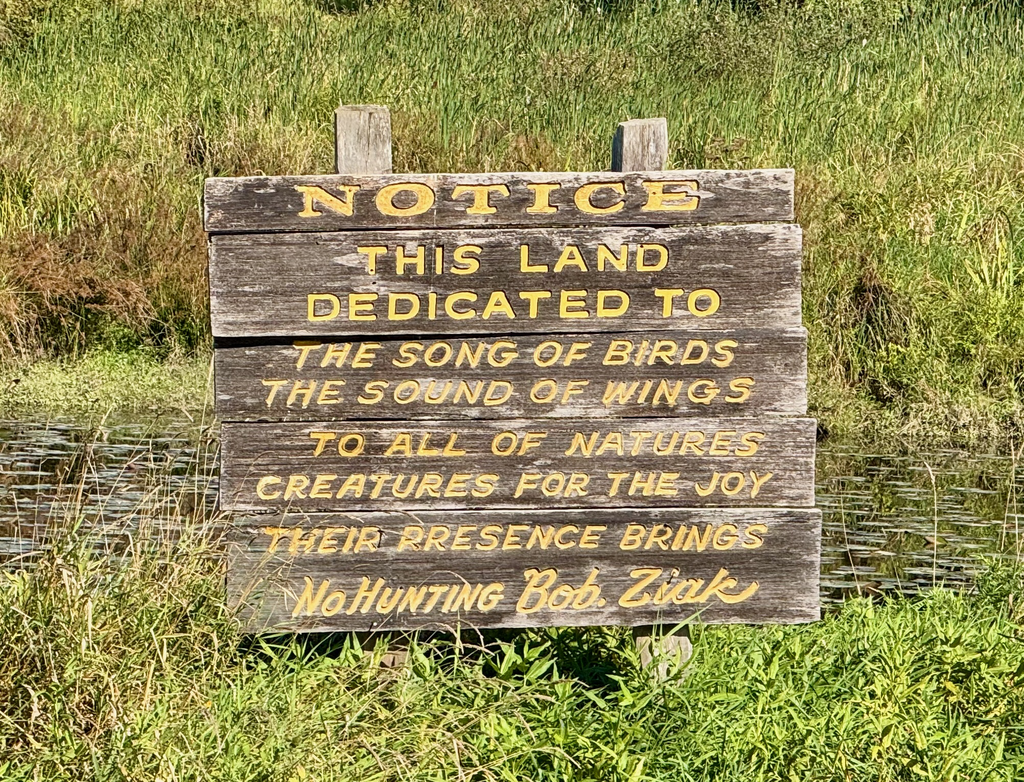 NOTICE
THIS LAND
DEDICATED TO
THE SONG OF BIRDS
THE SOUND OF WINGS
TO ALL OF NATURES
CREATURES FOR THE JOY
THEIR PRESENCE BRINGS
NO HUNTING Bob. Ziak